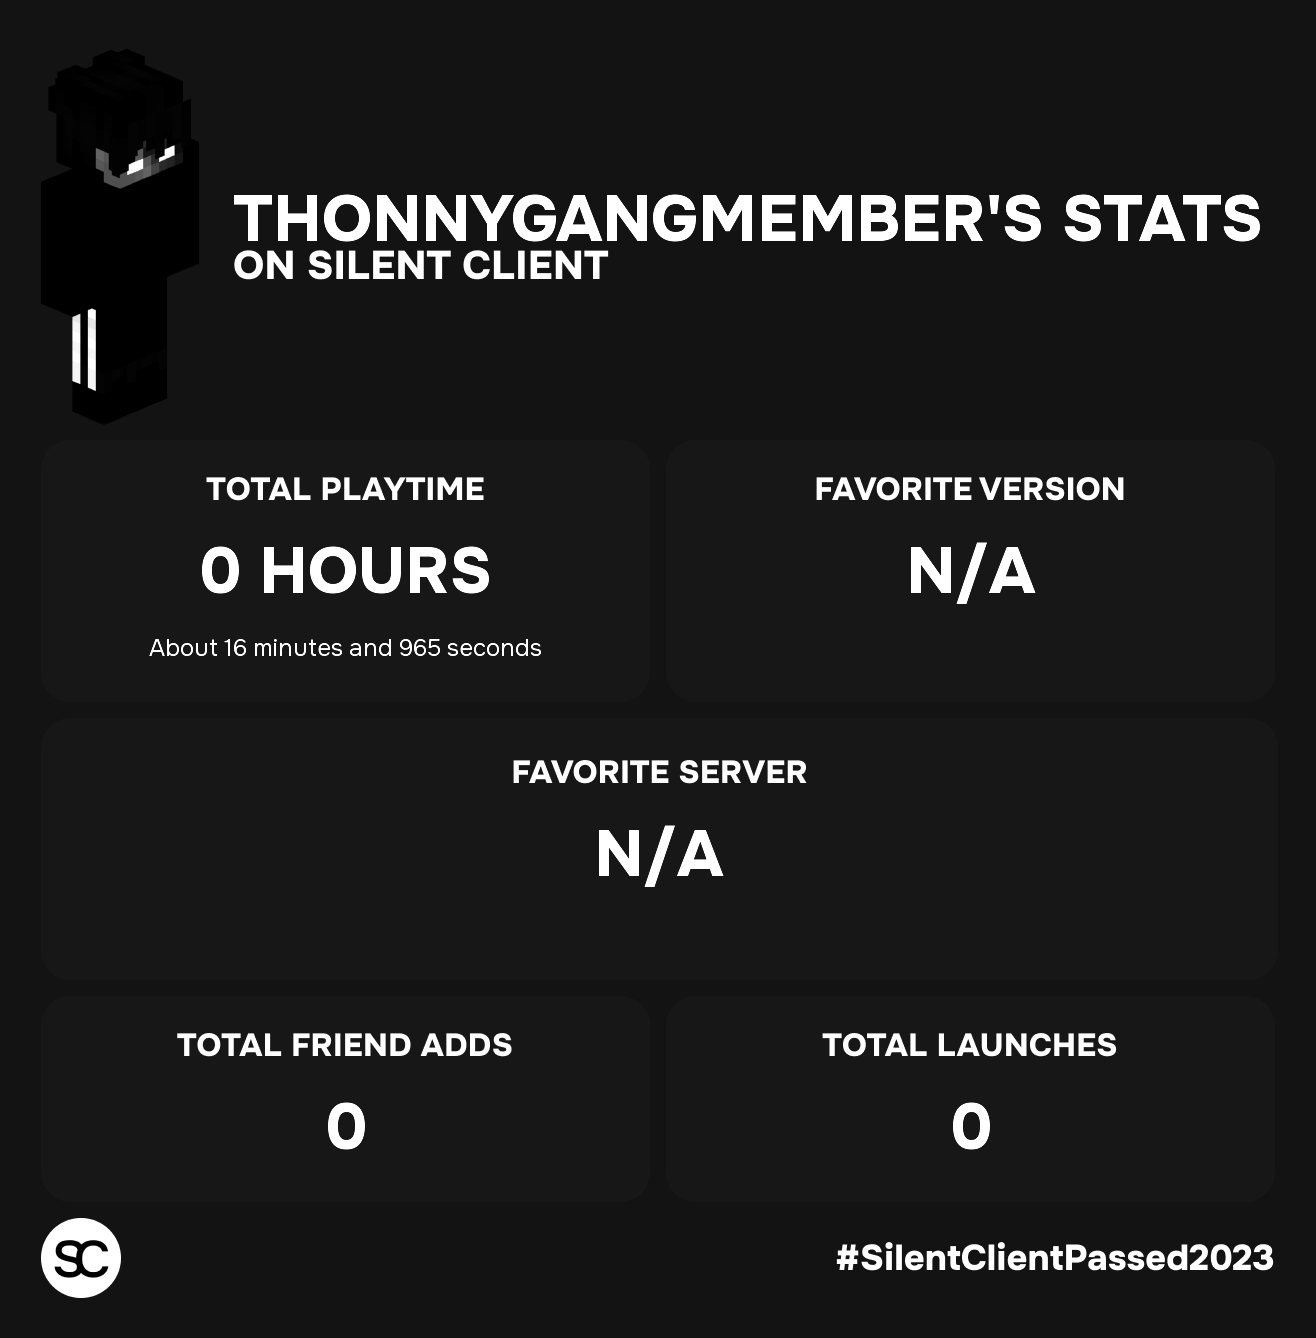 THONNYGANGMEMBER'S STATS
ON SILENT CLIENT
TOTAL PLAYTIME
0 HOURS
About 16 minutes and 965 seconds
FAVORITE VERSION
N/A
FAVORITE SERVER
N/A
TOTAL FRIEND ADDS
0
TOTAL LAUNCHES
0
SC
#SilentClientPassed2023